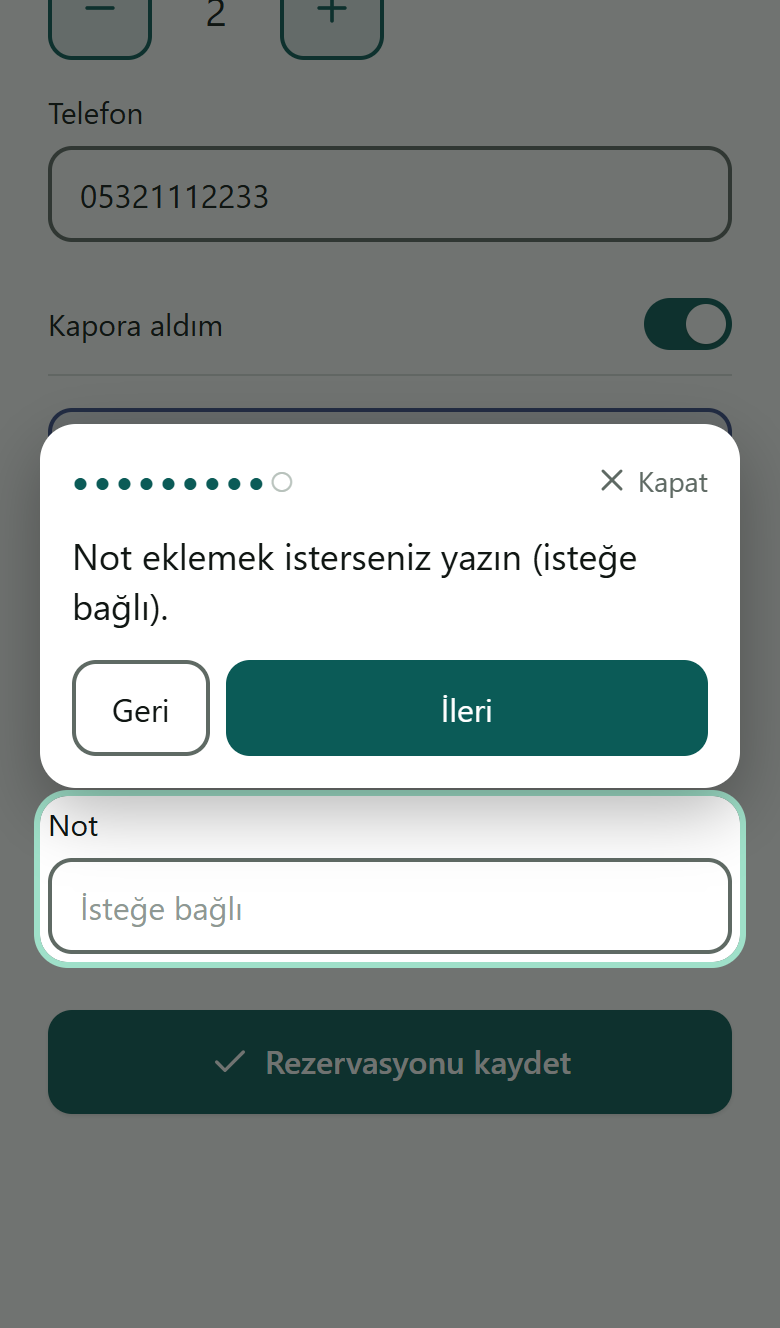 2
Telefon
05321112233
Kapora aldım
Kapat
Not eklemek isterseniz yazın (isteğe
bağlı).
Geri
İleri
Not
İsteğe bağlı
Rezervasyonu kaydet